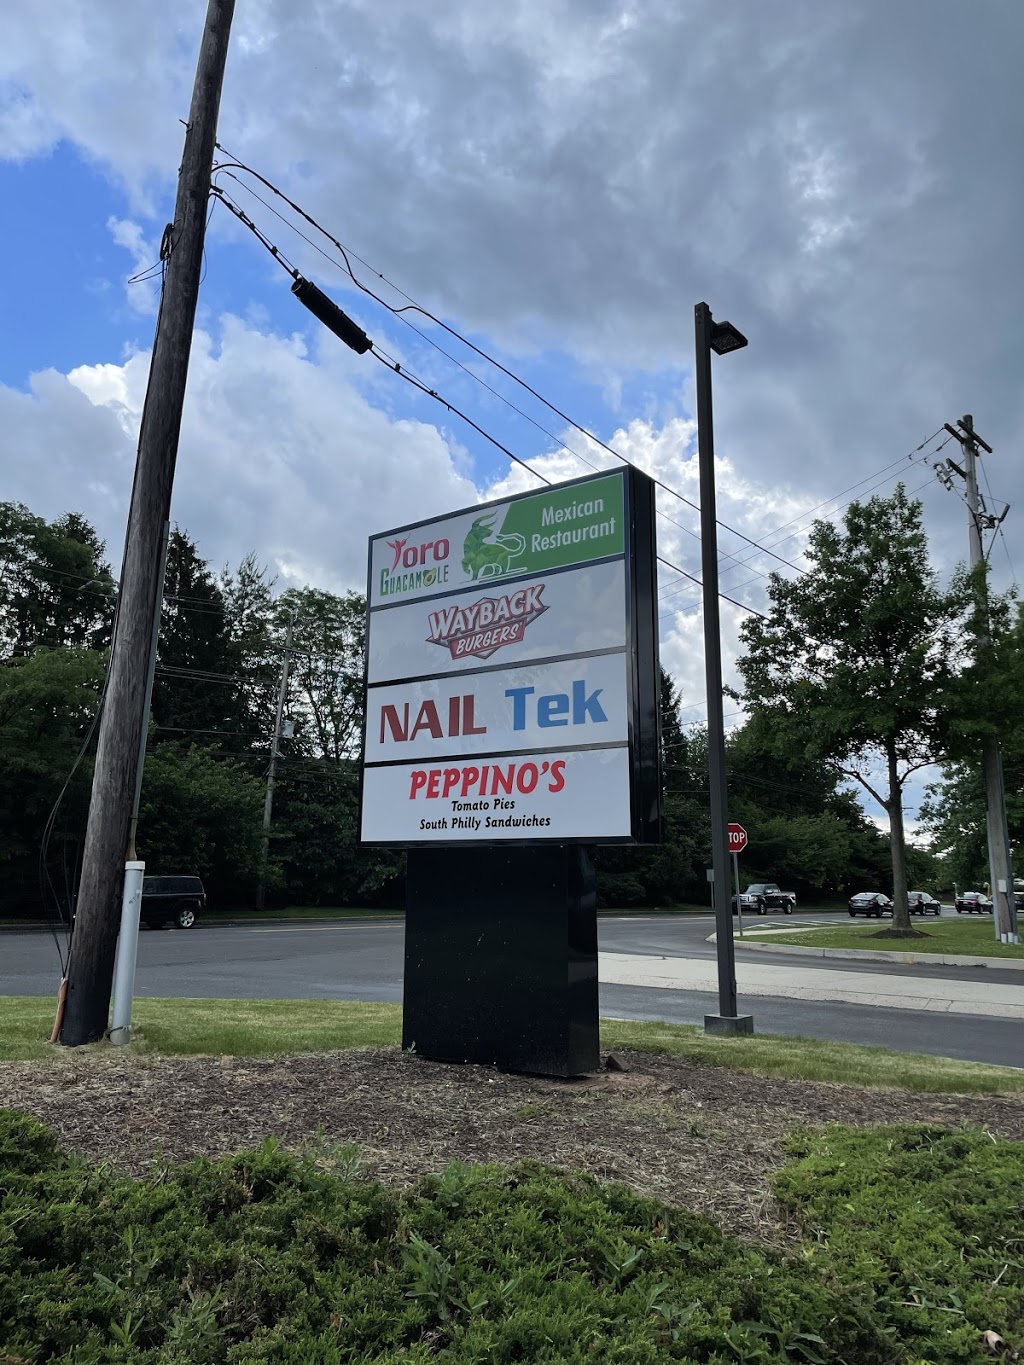 Toro
GUACAMOLE
Mexican
Restaurant
WAYBACK
BURGERS
NAIL Tek
PEPPINO'S
Tomato Pies
South Philly Sandwiches
STOP